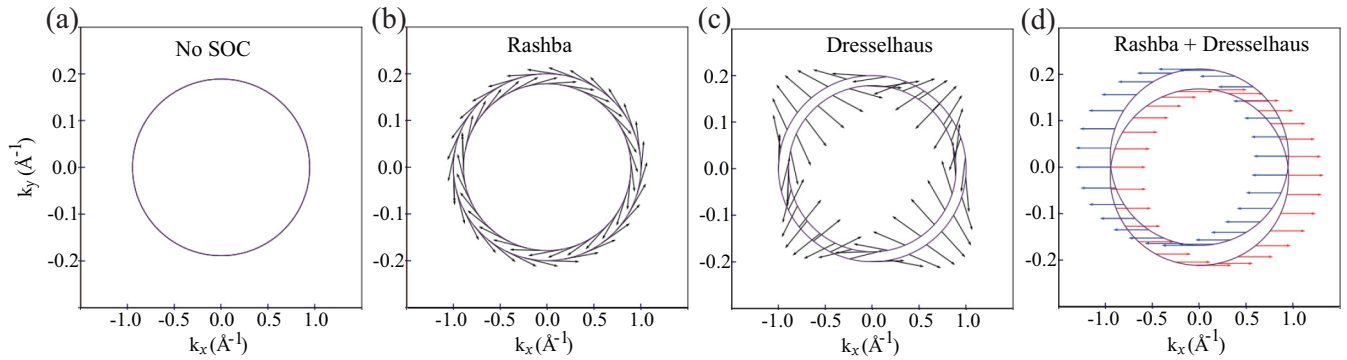 (a) (b) (c) (d)
No SOC Rashba Dresselhaus Rashba + Dresselhaus
0.2 0.2 0.2 0.2
0.1 0.1 0.1 0.1
k_y (Å⁻¹) 0.0 0.0 0.0 0.0
-0.1 -0.1 -0.1 -0.1
-0.2 -0.2 -0.2 -0.2
-1.0 -0.5 0.0 0.5 1.0 -1.0 -0.5 0.0 0.5 1.0 -1.0 -0.5 0.0 0.5 1.0 -1.0 -0.5 0.0 0.5 1.0
k_x (Å⁻¹) k_x (Å⁻¹) k_x (Å⁻¹) k_x (Å⁻¹)